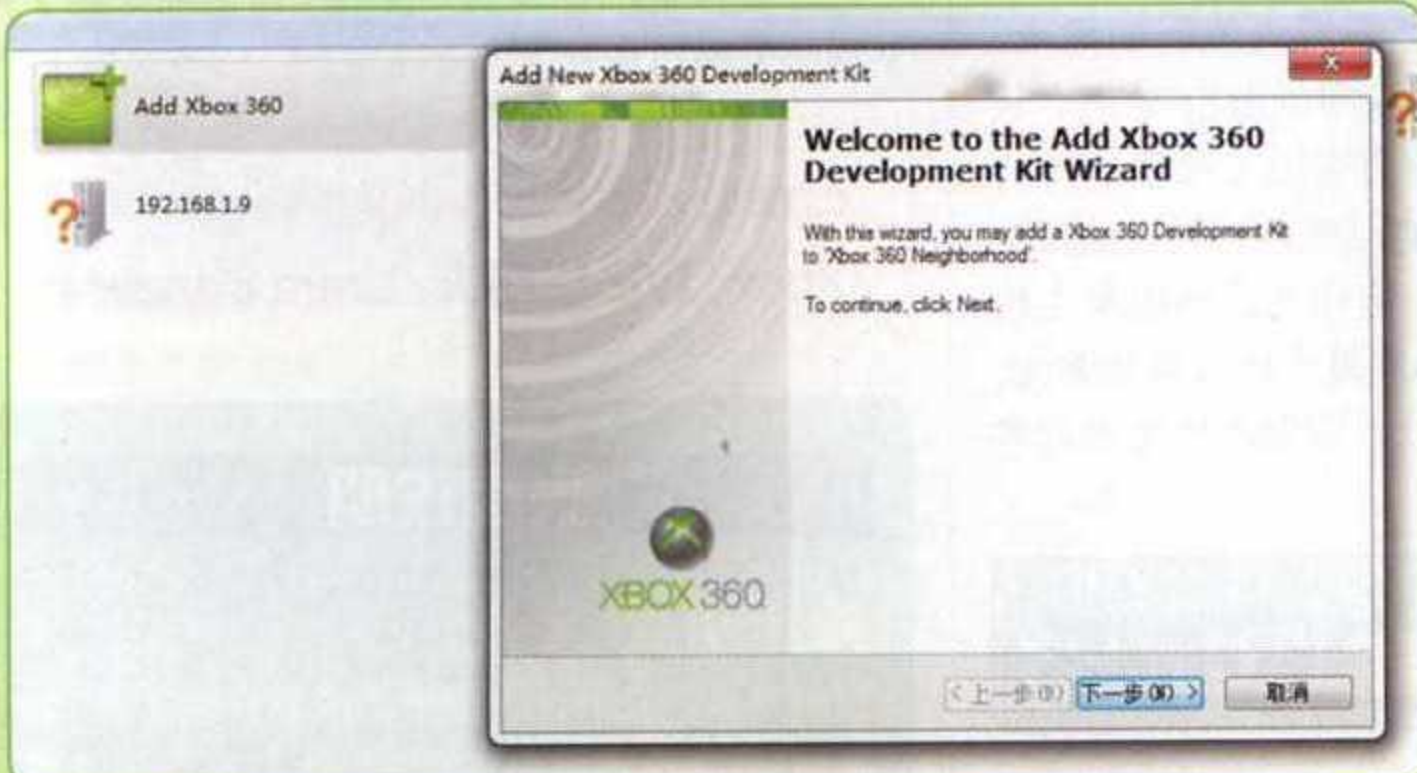 Add Xbox 360
192.168.1.9
Add New Xbox 360 Development Kit
Welcome to the Add Xbox 360
Development Kit Wizard
With this wizard, you may add a Xbox 360 Development Kit
to 'Xbox 360 Neighborhood'.
To continue, click Next.
XBOX 360
< 上一步(B) 下一步(N) > 取消